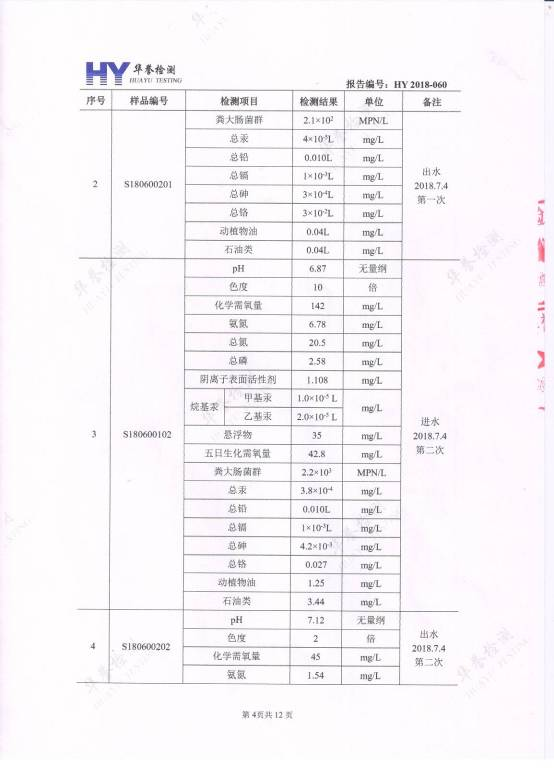 HY 华誉检测
HUAYU TESTING
报告编号：HY 2018-060
序号 样品编号 检测项目 检测结果 单位 备注
2 S180600201 出水 2018.7.4 第一次
粪大肠菌群 2.1×10² MPN/L
总汞 4×10⁻⁵L mg/L
总铅 0.010L mg/L
总镉 1×10⁻³L mg/L
总砷 3×10⁻⁴L mg/L
总铬 3×10⁻²L mg/L
动植物油 0.04L mg/L
石油类 0.04L mg/L
3 S180600102 进水 2018.7.4 第二次
pH 6.87 无量纲
色度 10 倍
化学需氧量 142 mg/L
氨氮 6.78 mg/L
总氮 20.5 mg/L
总磷 2.58 mg/L
阴离子表面活性剂 1.108 mg/L
烷基汞 甲基汞 1.0×10⁻⁵ L mg/L
乙基汞 2.0×10⁻⁵ L
悬浮物 35 mg/L
五日生化需氧量 42.8 mg/L
粪大肠菌群 2.2×10³ MPN/L
总汞 3.8×10⁻⁴ mg/L
总铅 0.010L mg/L
总镉 1×10⁻³L mg/L
总砷 4.2×10⁻³ mg/L
总铬 0.027 mg/L
动植物油 1.25 mg/L
石油类 3.44 mg/L
4 S180600202 出水 2018.7.4 第二次
pH 7.12 无量纲
色度 2 倍
化学需氧量 45 mg/L
氨氮 1.54 mg/L
第 4页共 12 页